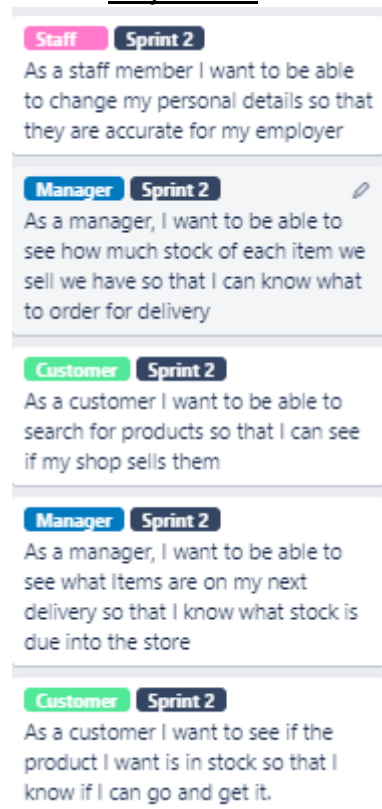 Staff Sprint 2
As a staff member I want to be able
to change my personal details so that
they are accurate for my employer
Manager Sprint 2
As a manager, I want to be able to
see how much stock of each item we
sell we have so that I can know what
to order for delivery
Customer Sprint 2
As a customer I want to be able to
search for products so that I can see
if my shop sells them
Manager Sprint 2
As a manager, I want to be able to
see what Items are on my next
delivery so that I know what stock is
due into the store
Customer Sprint 2
As a customer I want to see if the
product I want is in stock so that I
know if I can go and get it.